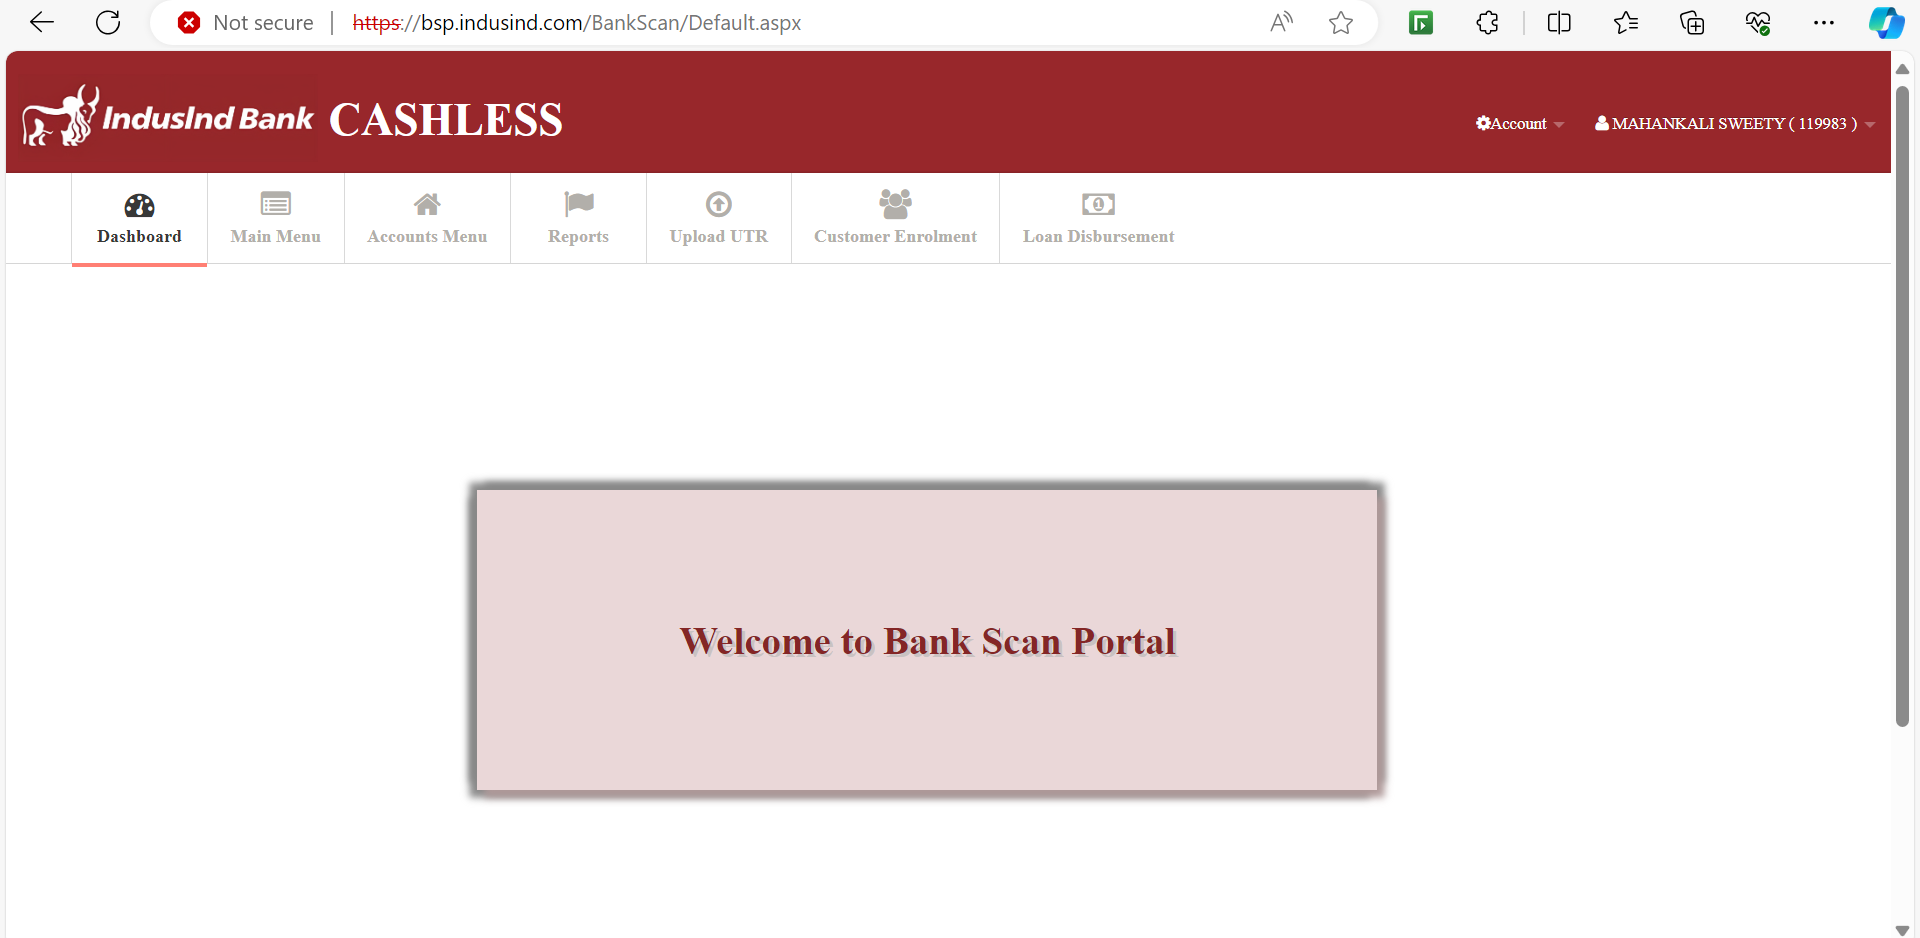 Not secure | https://bsp.indusind.com/BankScan/Default.aspx
IndusInd Bank CASHLESS
Account
MAHANKALI SWEETY ( 119983 )
Dashboard
Main Menu
Accounts Menu
Reports
Upload UTR
Customer Enrolment
Loan Disbursement
Welcome to Bank Scan Portal